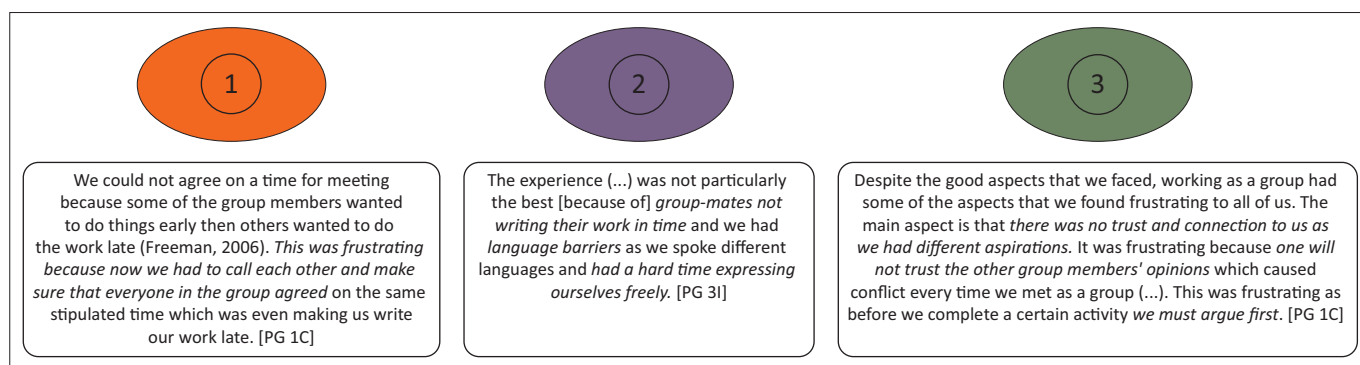 1
2
3
We could not agree on a time for meeting
because some of the group members wanted
to do things early then others wanted to do
the work late (Freeman, 2006). This was frustrating
because now we had to call each other and make
sure that everyone in the group agreed on the same
stipulated time which was even making us write
our work late. [PG 1C]
The experience (...) was not particularly
the best [because of] group-mates not
writing their work in time and we had
language barriers as we spoke different
languages and had a hard time expressing
ourselves freely. [PG 3I]
Despite the good aspects that we faced, working as a group had
some of the aspects that we found frustrating to all of us. The
main aspect is that there was no trust and connection to us as
we had different aspirations. It was frustrating because one will
not trust the other group members' opinions which caused
conflict every time we met as a group (...). This was frustrating as
before we complete a certain activity we must argue first. [PG 1C]